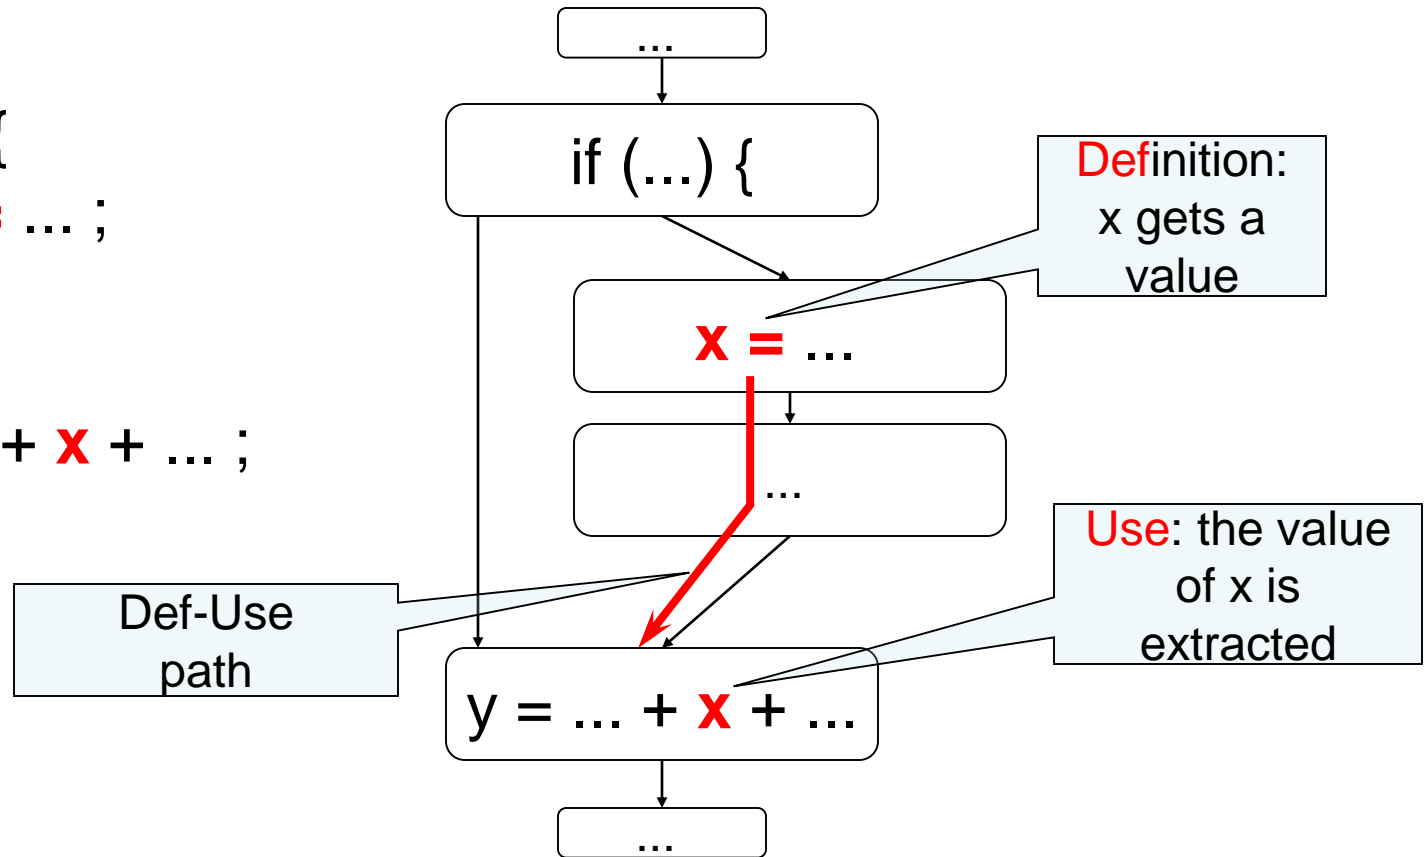 ...
if (...) {
{
= ... ;
+ x + ... ;
Definition:
x gets a
value
x = ...
...
Use: the value
of x is
extracted
Def-Use
path
y = ... + x + ...
...